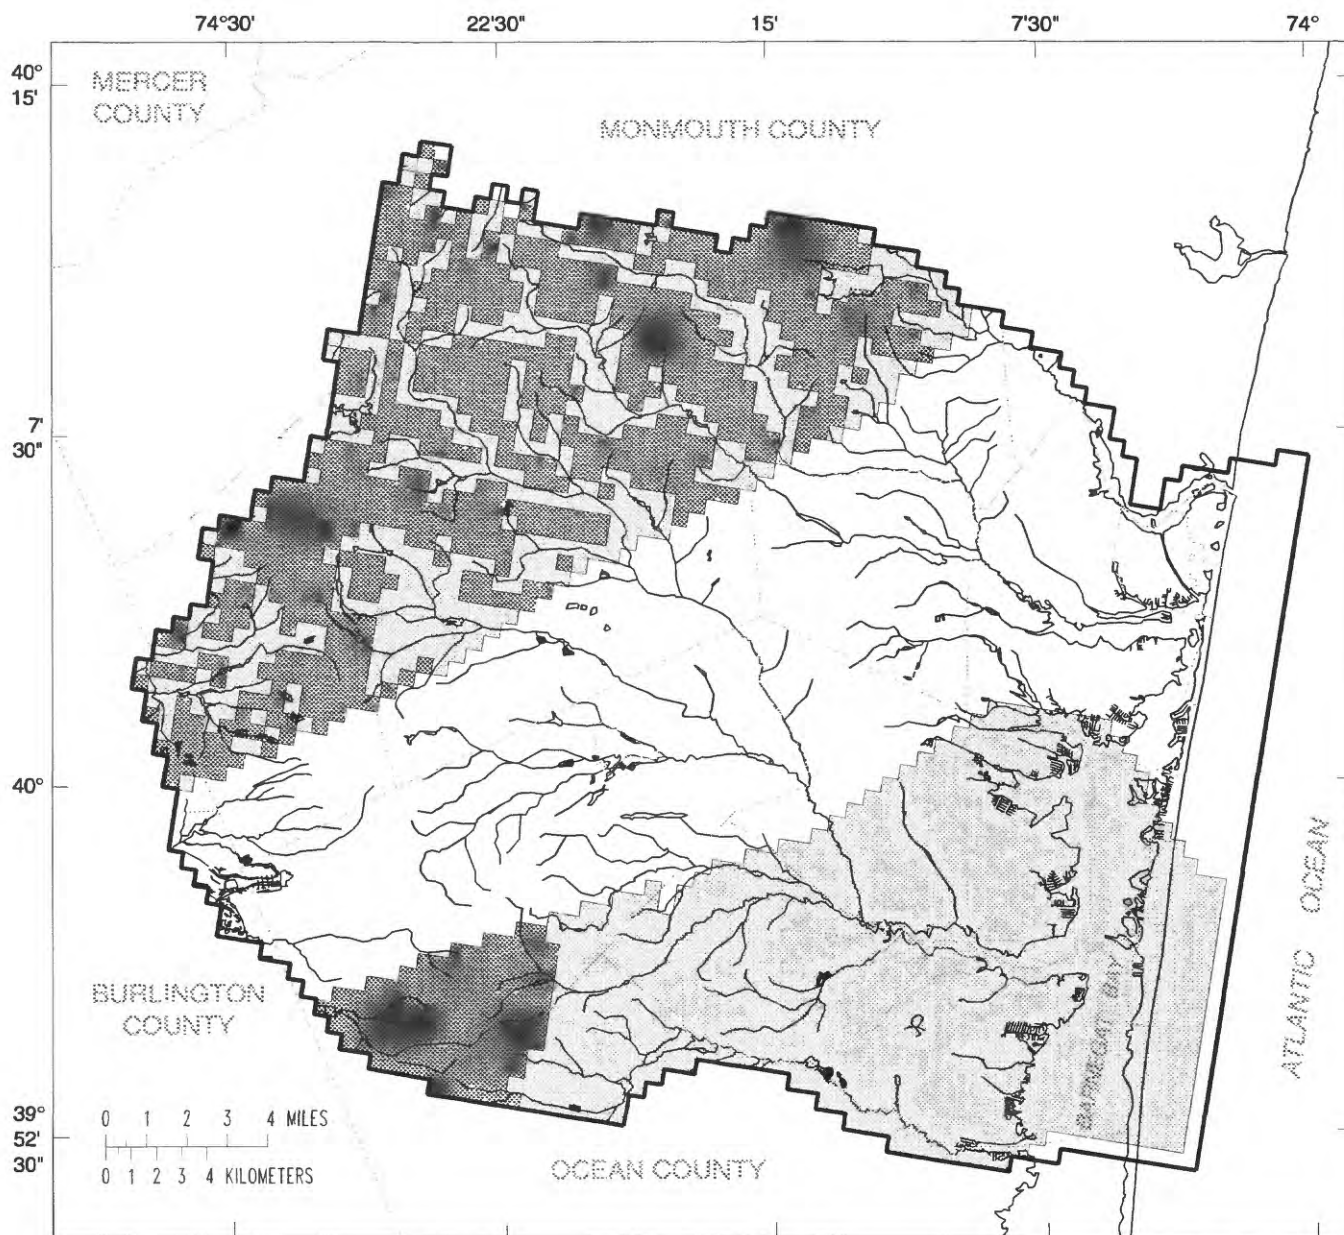 74°30' 22'30" 15' 7'30" 74°
40°
15'
MERCER
COUNTY
MONMOUTH COUNTY
7'
30"
40°
ATLANTIC OCEAN
BURLINGTON
COUNTY
BARNEGAT BAY
39°
52'
30"
0 1 2 3 4 MILES
0 1 2 3 4 KILOMETERS
OCEAN COUNTY